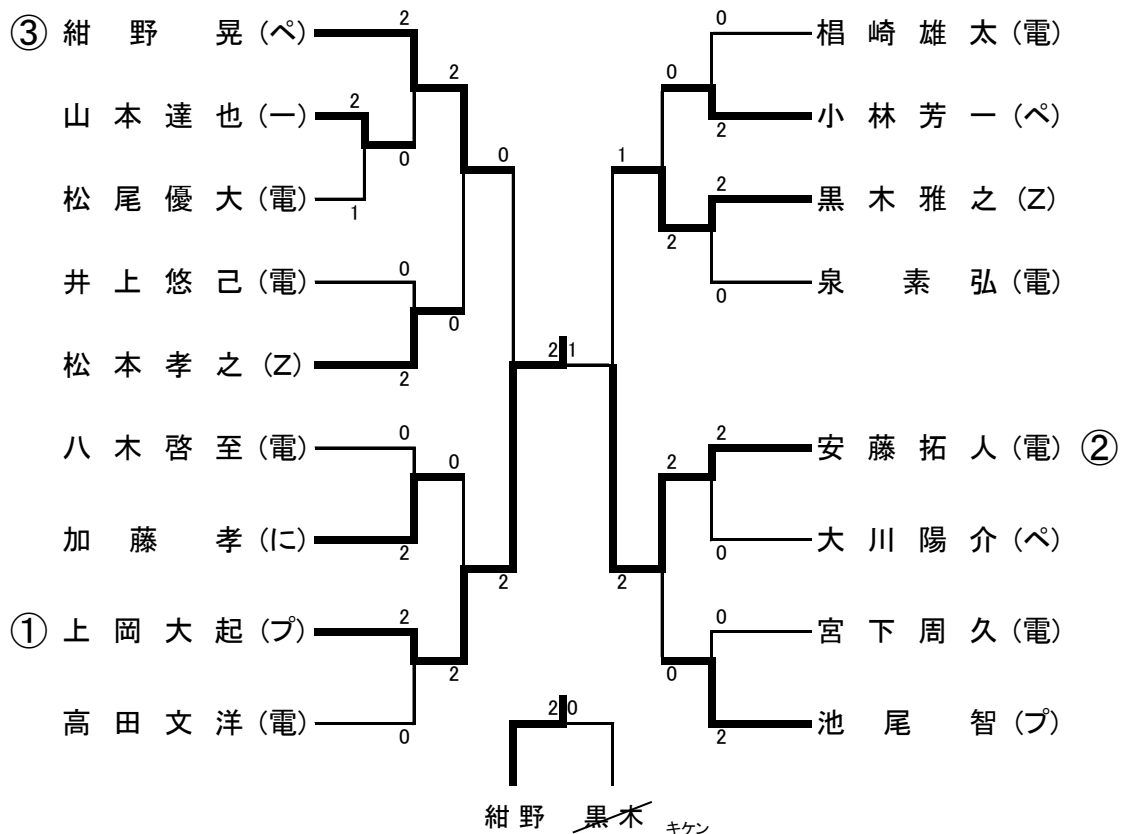 ③ 紺野 晃 (ペ)
山本達也 (一)
松尾優大 (電)
井上悠己 (電)
松本孝之 (Z)
八木啓至 (電)
加藤 孝 (に)
① 上岡大起 (プ)
高田文洋 (電)
2
2
1
0
2
0
0
2
0
2
0
2
0
0
2
2
0
2 1
2 0
1
2
0
2
0
2
0
2
2
0
2
0
0
2
椙崎雄太 (電)
小林芳一 (ペ)
黒木雅之 (Z)
泉 素弘 (電)
安藤拓人 (電) ②
大川陽介 (ペ)
宮下周久 (電)
池尾 智 (プ)
紺野 黒木 キケン